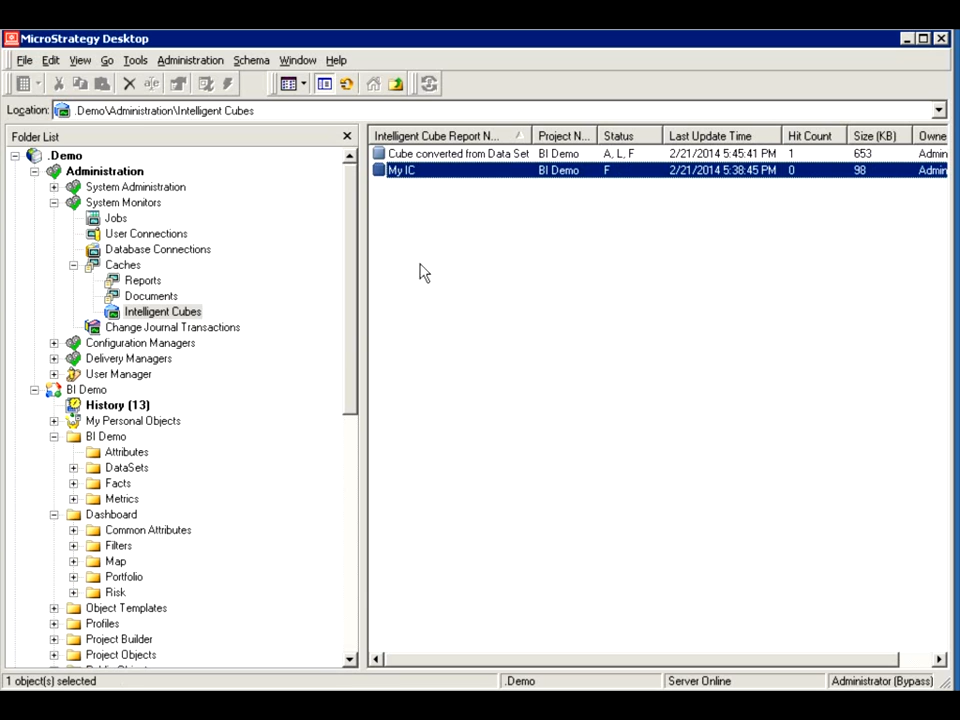 MicroStrategy Desktop
File Edit View Go Tools Administration Schema Window Help
Location: .Demo\Administration\Intelligent Cubes
Folder List
.Demo
Administration
System Administration
System Monitors
Jobs
User Connections
Database Connections
Caches
Reports
Documents
Intelligent Cubes
Change Journal Transactions
Configuration Managers
Delivery Managers
User Manager
BI Demo
History (13)
My Personal Objects
BI Demo
Attributes
DataSets
Facts
Metrics
Dashboard
Common Attributes
Filters
Map
Portfolio
Risk
Object Templates
Profiles
Project Builder
Project Objects
Intelligent Cube Report N... Project N... Status Last Update Time Hit Count Size (KB) Owne
Cube converted from Data Set BI Demo A, L, F 2/21/2014 5:45:41 PM 1 653 Admin
My IC BI Demo F 2/21/2014 5:38:45 PM 0 98 Admin
1 object(s) selected .Demo Server Online Administrator (Bypass)